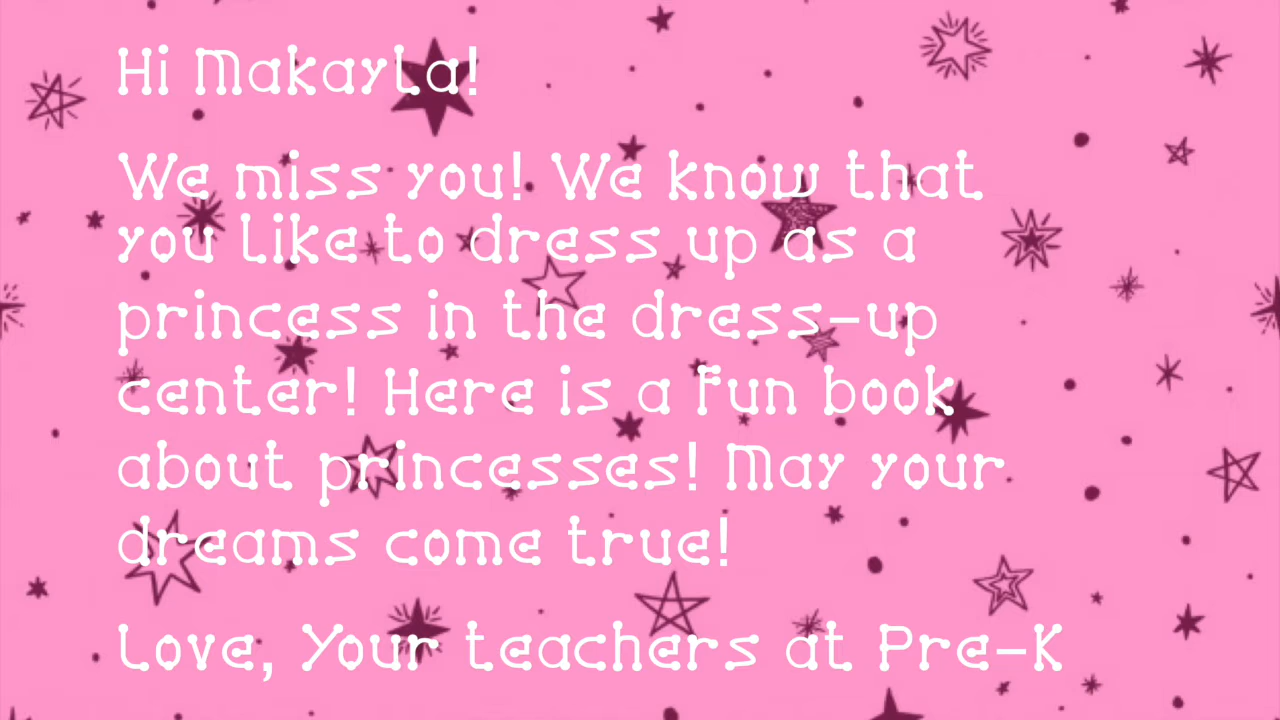 Hi Makayla!
We miss you! We know that
you like to dress up as a
princess in the dress-up
center! Here is a fun book
about princesses! May your
dreams come true!
Love, Your teachers at Pre-K